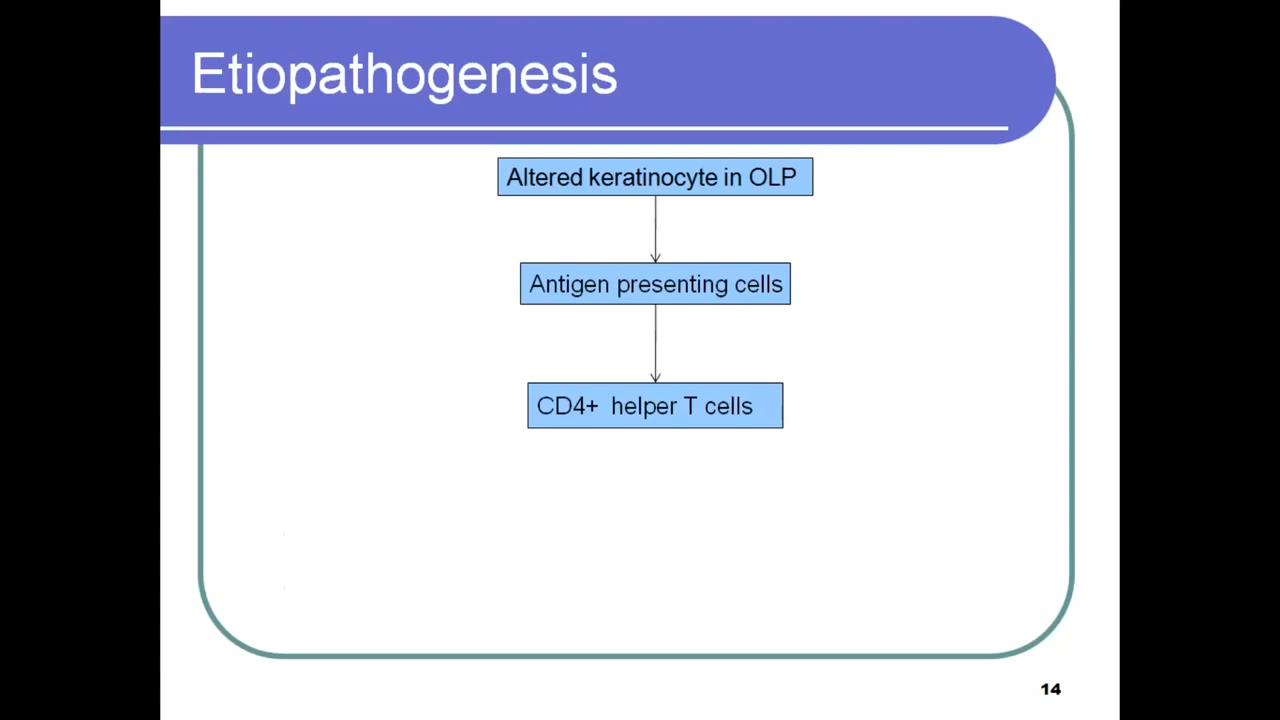 Etiopathogenesis
Altered keratinocyte in OLP
Antigen presenting cells
CD4+ helper T cells
14